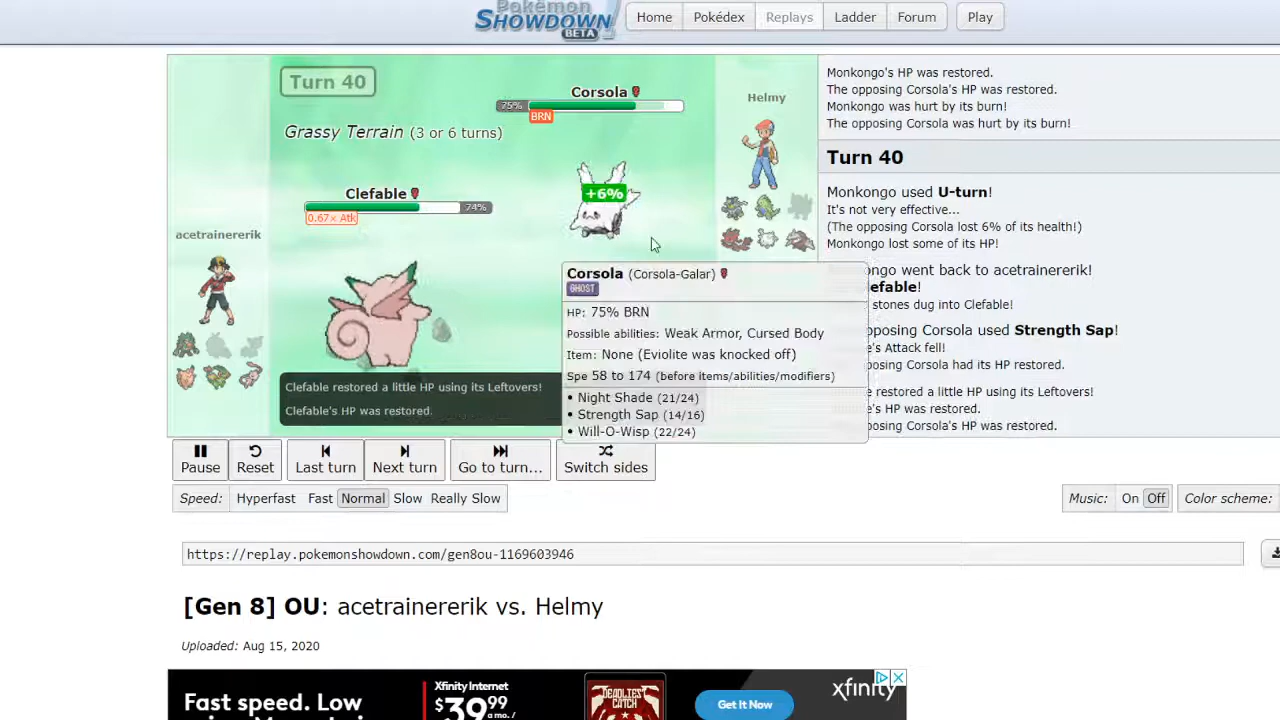 Pokémon
SHOWDOWN
BETA
Home
Pokédex
Replays
Ladder
Forum
Play
Turn 40
Grassy Terrain (3 or 6 turns)
Corsola
75%
BRN
+6%
Clefable
74%
0.67× Atk
acetrainererik
Helmy
Clefable restored a little HP using its Leftovers!
Clefable's HP was restored.
Corsola (Corsola-Galar)
GHOST
HP: 75% BRN
Possible abilities: Weak Armor, Cursed Body
Item: None (Eviolite was knocked off)
Spe 58 to 174 (before items/abilities/modifiers)
• Night Shade (21/24)
• Strength Sap (14/16)
• Will-O-Wisp (22/24)
Monkongo's HP was restored.
The opposing Corsola's HP was restored.
Monkongo was hurt by its burn!
The opposing Corsola was hurt by its burn!
Turn 40
Monkongo used U-turn!
It's not very effective...
(The opposing Corsola lost 6% of its health!)
Monkongo lost some of its HP!
ongo went back to acetrainererik!
efable!
stones dug into Clefable!
pposing Corsola used Strength Sap!
e's Attack fell!
pposing Corsola had its HP restored.
e restored a little HP using its Leftovers!
e's HP was restored.
pposing Corsola's HP was restored.
Pause
Reset
Last turn
Next turn
Go to turn...
Switch sides
Speed: Hyperfast Fast Normal Slow Really Slow
Music: On Off
Color scheme:
https://replay.pokemonshowdown.com/gen8ou-1169603946
[Gen 8] OU: acetrainererik vs. Helmy
Uploaded: Aug 15, 2020
Fast speed. Low
Xfinity Internet
$39.99
a mo./
DEADLIEST
CATCH
Get It Now
xfinity